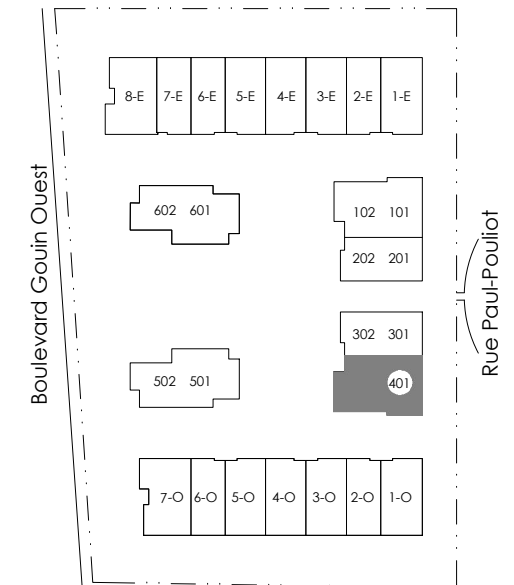 8-E 7-E 6-E 5-E 4-E 3-E 2-E 1-E
602 601
102 101
202 201
Boulevard Gouin Ouest
Rue Paul-Pouliot
302 301
502 501
401
7-O 6-O 5-O 4-O 3-O 2-O 1-O